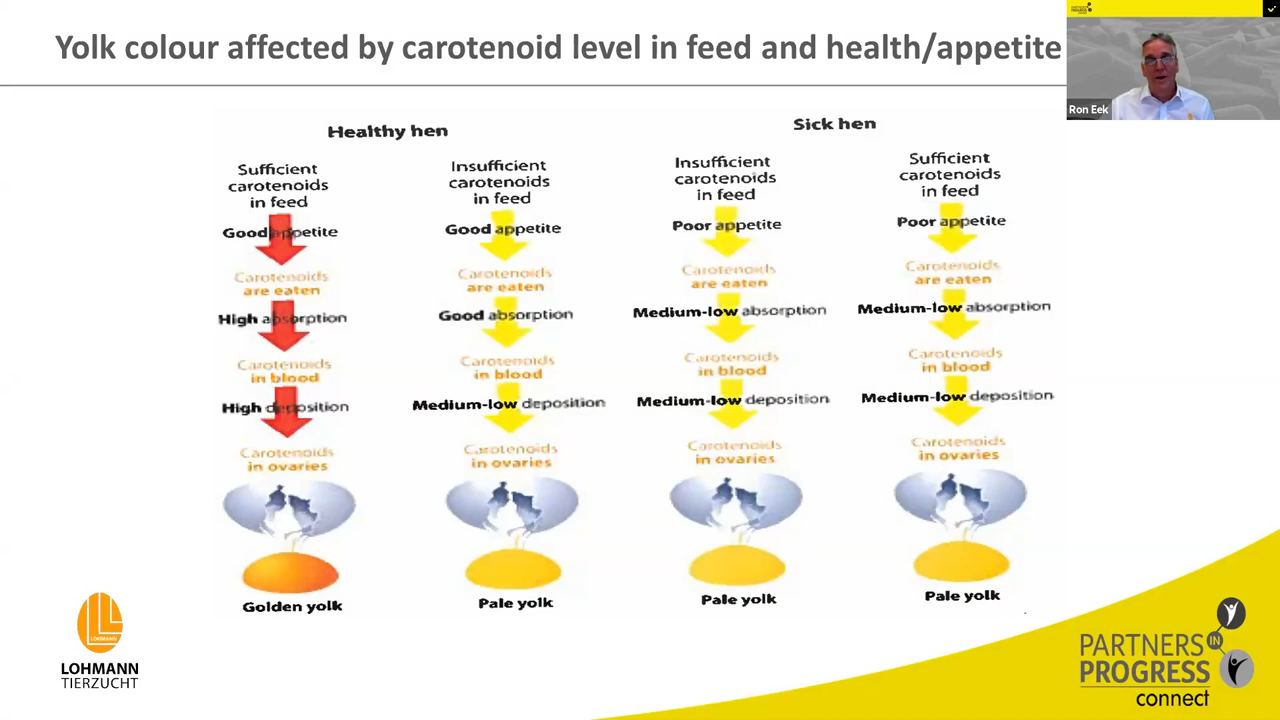 Yolk colour affected by carotenoid level in feed and health/appetite
PARTNERS IN
PROGRESS
Ron Eek
Healthy hen
Sick hen
Sufficient
carotenoids
in feed
Good appetite
Carotenoids
are eaten
High absorption
Carotenoids
in blood
High deposition
Carotenoids
in ovaries
Golden yolk
Insufficient
carotenoids
in feed
Good appetite
Carotenoids
are eaten
Good absorption
Carotenoids
in blood
Medium-low deposition
Carotenoids
in ovaries
Pale yolk
Insufficient
carotenoids
in feed
Poor appetite
Carotenoids
are eaten
Medium-low absorption
Carotenoids
in blood
Medium-low deposition
Carotenoids
in ovaries
Pale yolk
Sufficient
carotenoids
in feed
Poor appetite
Carotenoids
are eaten
Medium-low absorption
Carotenoids
in blood
Medium-low deposition
Carotenoids
in ovaries
Pale yolk
LOHMANN
LOHMANN
TIERZUCHT
PARTNERS IN
PROGRESS
connect